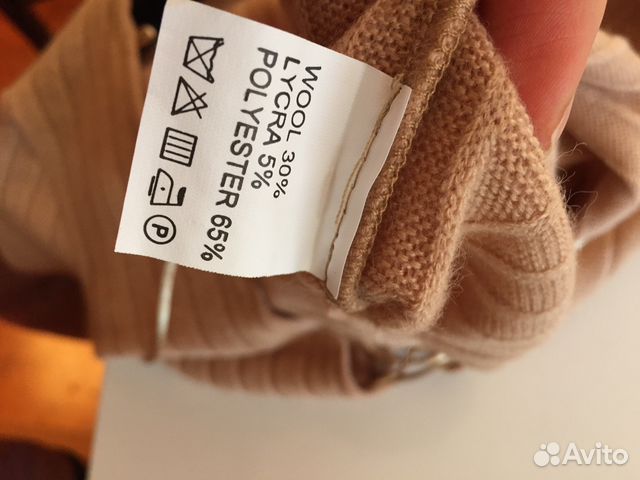 WOOL 30%
LYCRA 5%
POLYESTER 65%
P
Avito